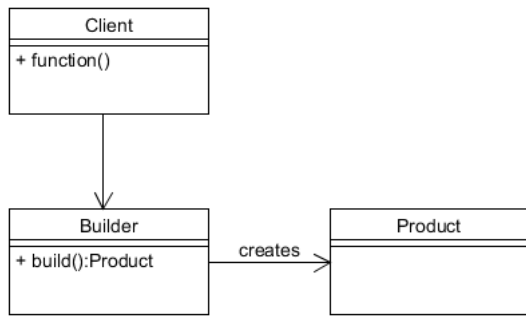 Client
+ function()
Builder
+ build():Product
creates
Product